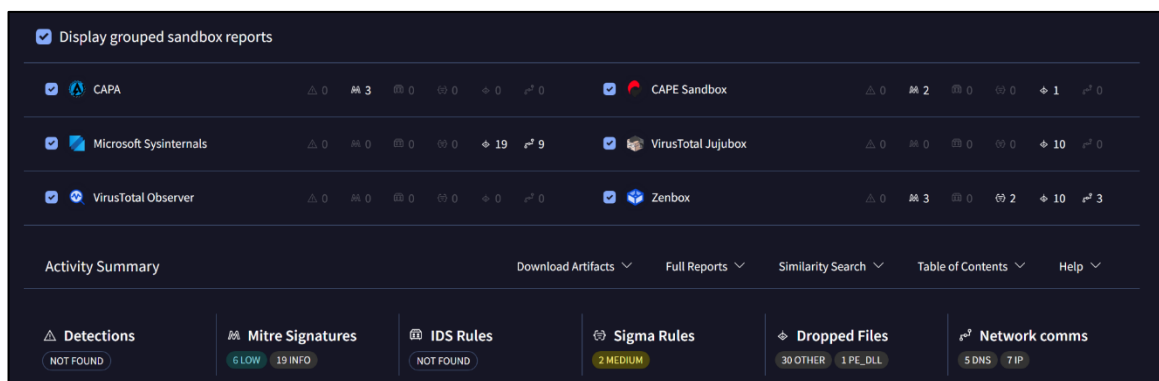 Display grouped sandbox reports
CAPA 0 3 0 0 0 0
CAPE Sandbox 0 2 0 0 1 0
Microsoft Sysinternals 0 0 0 0 19 9
VirusTotal Jujubox 0 0 0 0 10 0
VirusTotal Observer 0 0 0 0 0 0
Zenbox 0 3 0 2 10 3
Activity Summary Download Artifacts Full Reports Similarity Search Table of Contents Help
Detections Mitre Signatures IDS Rules Sigma Rules Dropped Files Network comms
NOT FOUND 6 LOW 19 INFO NOT FOUND 2 MEDIUM 30 OTHER 1 PE_DLL 5 DNS 7 IP